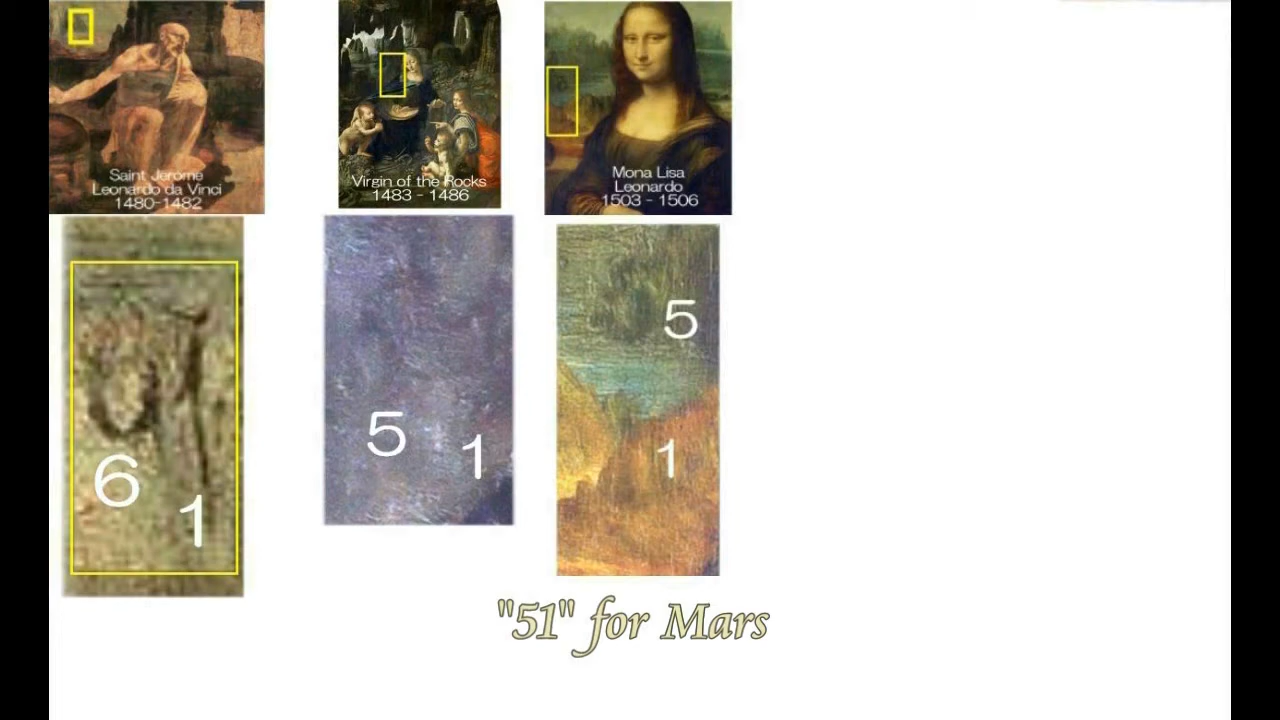 Saint Jerome
Leonardo da Vinci
1480-1482
Virgin of the Rocks
1483 - 1486
Mona Lisa
Leonardo
1503 - 1506
6
1
5
1
5
1
"51" for Mars